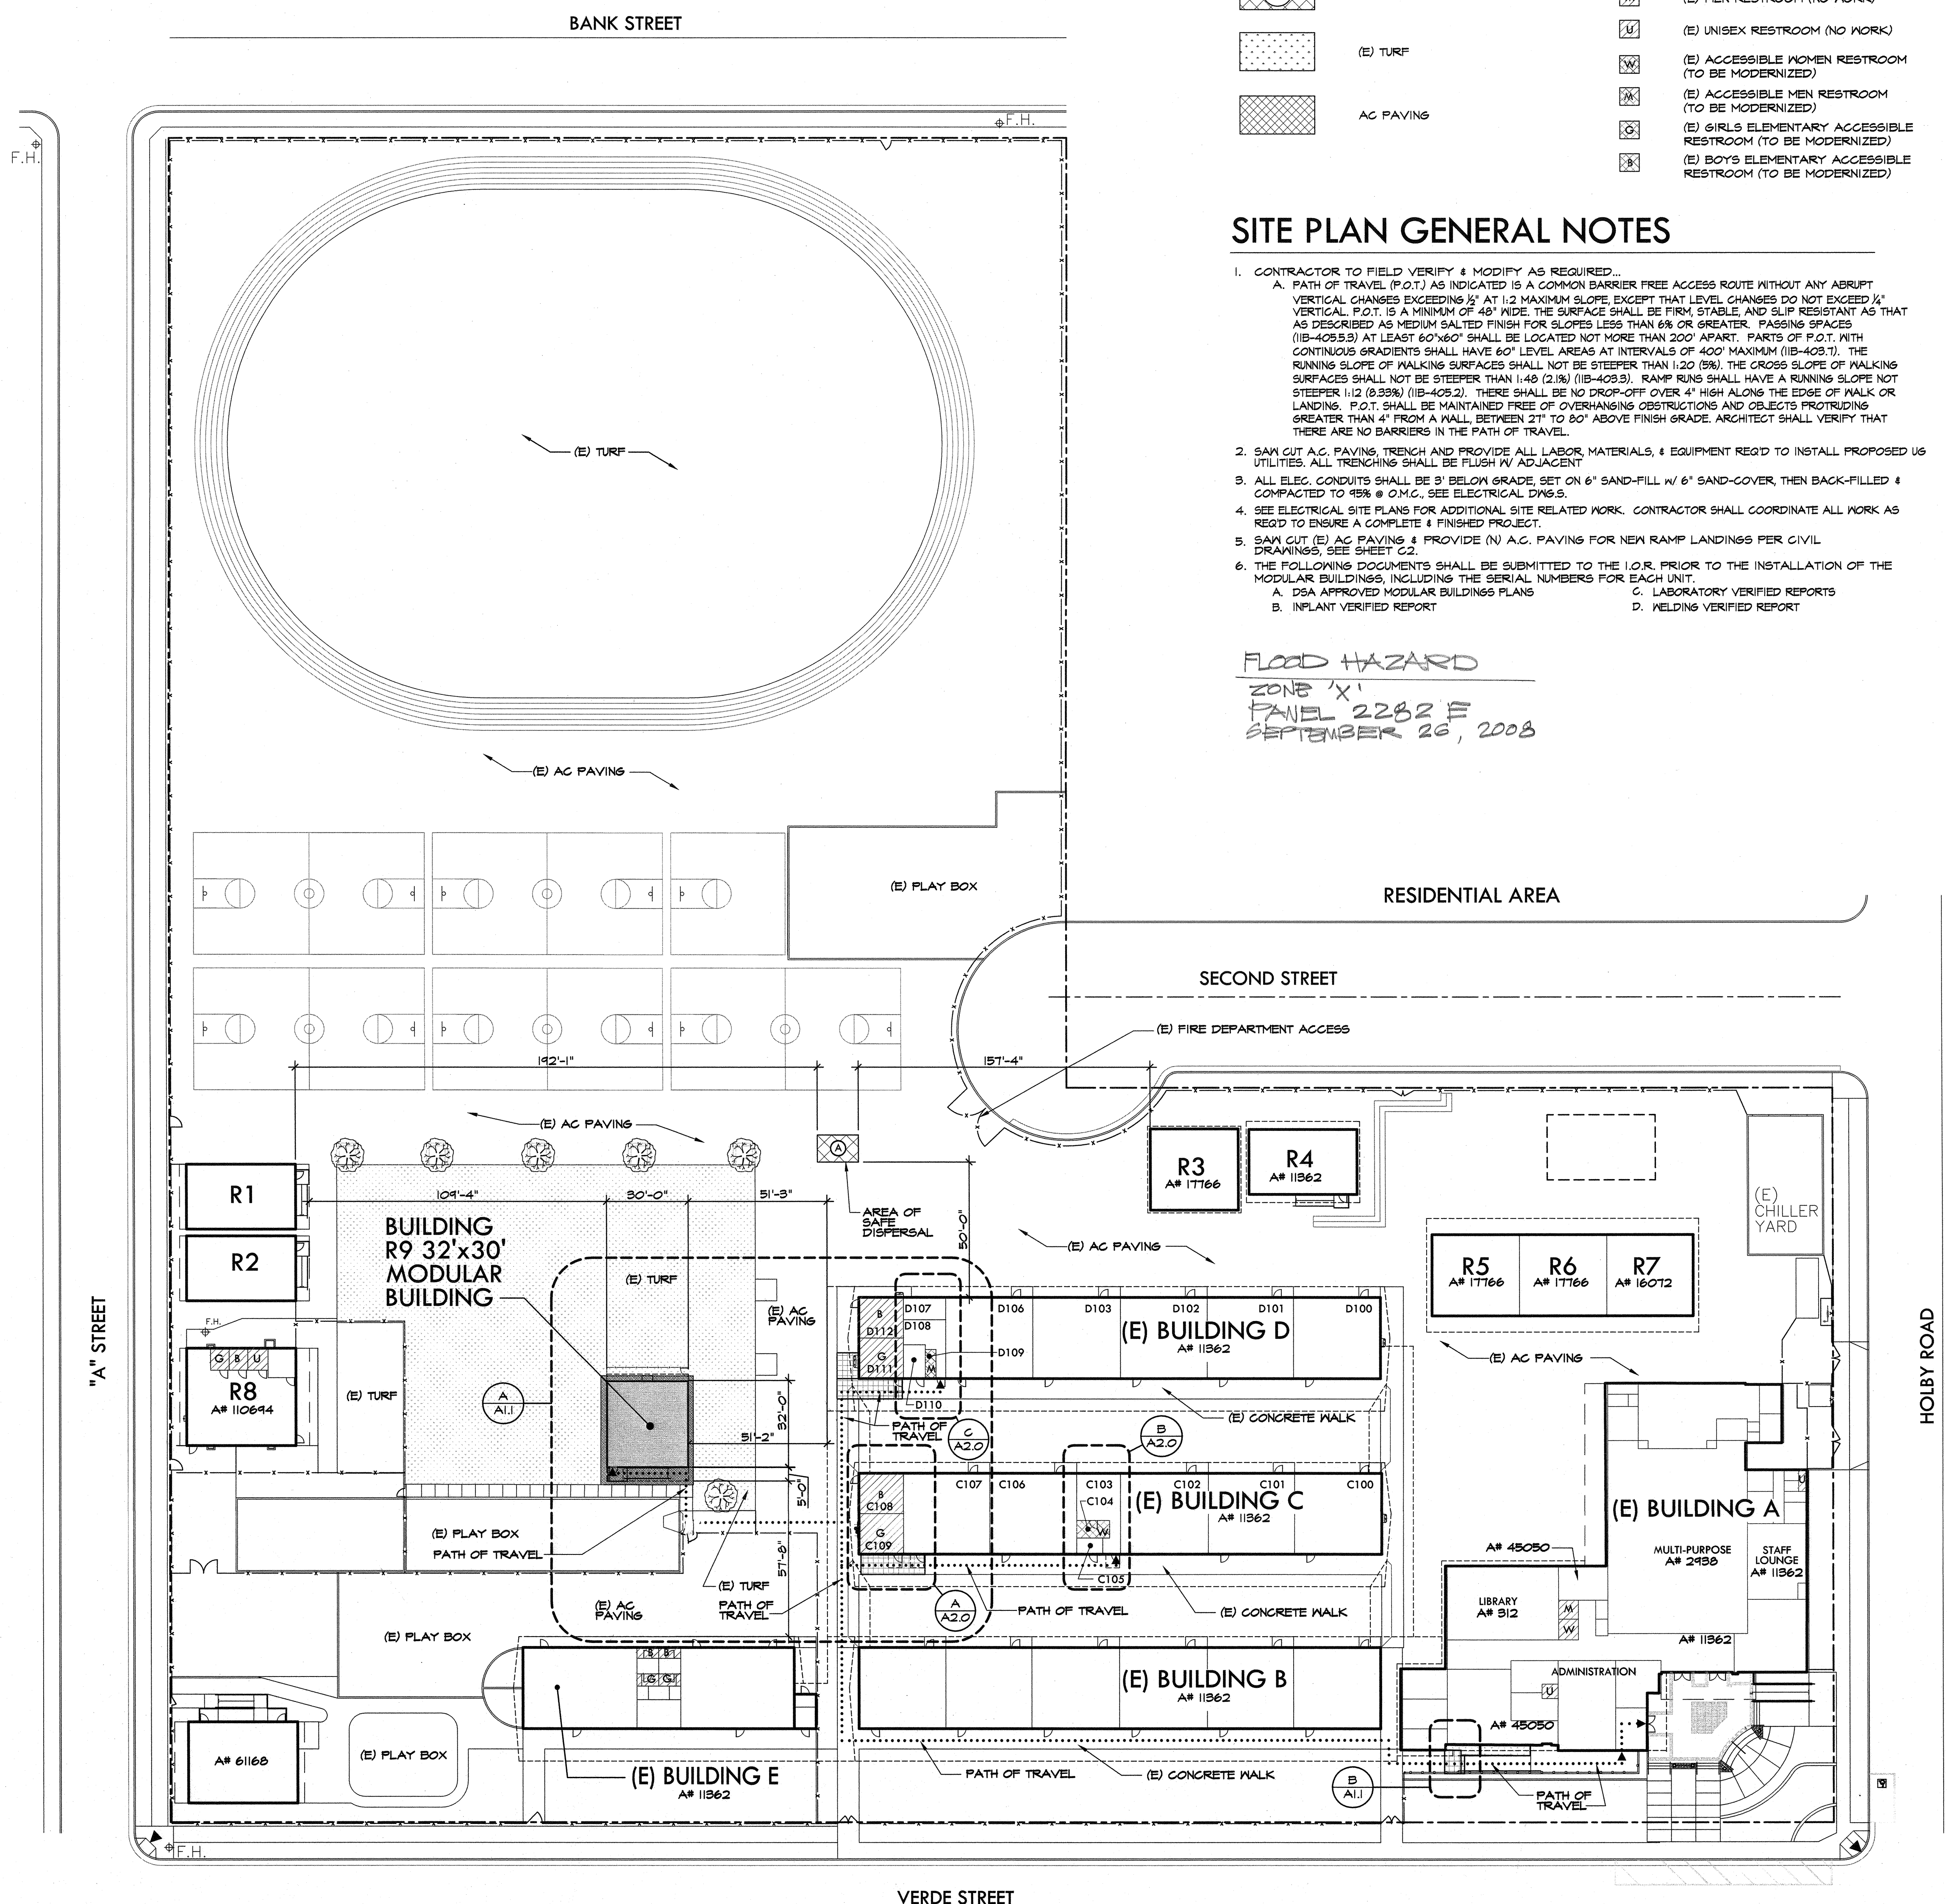 BANK STREET
(E) TURF
AC PAVING
(E) MEN RESTROOM (NO WORK)
U
(E) UNISEX RESTROOM (NO WORK)
W
(E) ACCESSIBLE WOMEN RESTROOM
(TO BE MODERNIZED)
M
(E) ACCESSIBLE MEN RESTROOM
(TO BE MODERNIZED)
G
(E) GIRLS ELEMENTARY ACCESSIBLE
RESTROOM (TO BE MODERNIZED)
B
(E) BOYS ELEMENTARY ACCESSIBLE
RESTROOM (TO BE MODERNIZED)
F.H.
F.H.
SITE PLAN GENERAL NOTES
1. CONTRACTOR TO FIELD VERIFY & MODIFY AS REQUIRED...
A. PATH OF TRAVEL (P.O.T.) AS INDICATED IS A COMMON BARRIER FREE ACCESS ROUTE WITHOUT ANY ABRUPT
VERTICAL CHANGES EXCEEDING ½" AT 1:2 MAXIMUM SLOPE, EXCEPT THAT LEVEL CHANGES DO NOT EXCEED ¼"
VERTICAL. P.O.T. IS A MINIMUM OF 48" WIDE. THE SURFACE SHALL BE FIRM, STABLE, AND SLIP RESISTANT AS THAT
AS DESCRIBED AS MEDIUM SALTED FINISH FOR SLOPES LESS THAN 6% OR GREATER. PASSING SPACES
(11B-405.5.3) AT LEAST 60"x60" SHALL BE LOCATED NOT MORE THAN 200' APART. PARTS OF P.O.T. WITH
CONTINUOUS GRADIENTS SHALL HAVE 60" LEVEL AREAS AT INTERVALS OF 400' MAXIMUM (11B-403.7). THE
RUNNING SLOPE OF WALKING SURFACES SHALL NOT BE STEEPER THAN 1:20 (5%). THE CROSS SLOPE OF WALKING
SURFACES SHALL NOT BE STEEPER THAN 1:48 (2.1%) (11B-403.3). RAMP RUNS SHALL HAVE A RUNNING SLOPE NOT
STEEPER 1:12 (8.33%) (11B-405.2). THERE SHALL BE NO DROP-OFF OVER 4" HIGH ALONG THE EDGE OF WALK OR
LANDING. P.O.T. SHALL BE MAINTAINED FREE OF OVERHANGING OBSTRUCTIONS AND OBJECTS PROTRUDING
GREATER THAN 4" FROM A WALL, BETWEEN 27" TO 80" ABOVE FINISH GRADE. ARCHITECT SHALL VERIFY THAT
THERE ARE NO BARRIERS IN THE PATH OF TRAVEL.
2. SAW CUT A.C. PAVING, TRENCH AND PROVIDE ALL LABOR, MATERIALS, & EQUIPMENT REQ'D TO INSTALL PROPOSED UG
UTILITIES. ALL TRENCHING SHALL BE FLUSH W/ ADJACENT
3. ALL ELEC. CONDUITS SHALL BE 3' BELOW GRADE, SET ON 6" SAND-FILL w/ 6" SAND-COVER, THEN BACK-FILLED &
COMPACTED TO 95% @ O.M.C., SEE ELECTRICAL DWG.S.
4. SEE ELECTRICAL SITE PLANS FOR ADDITIONAL SITE RELATED WORK. CONTRACTOR SHALL COORDINATE ALL WORK AS
REQ'D TO ENSURE A COMPLETE & FINISHED PROJECT.
5. SAW CUT (E) AC PAVING & PROVIDE (N) A.C. PAVING FOR NEW RAMP LANDINGS PER CIVIL
DRAWINGS, SEE SHEET C2.
6. THE FOLLOWING DOCUMENTS SHALL BE SUBMITTED TO THE I.O.R. PRIOR TO THE INSTALLATION OF THE
MODULAR BUILDINGS, INCLUDING THE SERIAL NUMBERS FOR EACH UNIT.
A. DSA APPROVED MODULAR BUILDINGS PLANS
C. LABORATORY VERIFIED REPORTS
B. INPLANT VERIFIED REPORT
D. WELDING VERIFIED REPORT
FLOOD HAZARD
ZONE 'X'
PANEL 2282 E
SEPTEMBER 26, 2008
(E) TURF
(E) AC PAVING
(E) PLAY BOX
RESIDENTIAL AREA
SECOND STREET
(E) FIRE DEPARTMENT ACCESS
192'-1"
157'-4"
(E) AC PAVING
A
AREA OF
SAFE
DISPERSAL
50'-0"
R1
R2
109'-4"
30'-0"
51'-3"
BUILDING
R9 32'x30'
MODULAR
BUILDING
(E) TURF
(E) AC
PAVING
(E) AC PAVING
R3
A# 17766
R4
A# 11362
(E)
CHILLER
YARD
R5
A# 17766
R6
A# 17766
R7
A# 16072
(E) AC PAVING
"A" STREET
HOLBY ROAD
F.H.
G B U
R8
A# 110694
(E) TURF
A
A1.1
32'-0"
51'-2"
5'-0"
57'-8"
B
D112
G
D111
D107
D108
M
D109
D110
D106
D103
D102
D101
D100
(E) BUILDING D
A# 11362
PATH OF
TRAVEL
C
A2.0
B
A2.0
(E) CONCRETE WALK
B
C108
G
C109
C107
C106
C103
C104
W
C105
C102
C101
C100
(E) BUILDING C
A# 11362
(E) PLAY BOX
PATH OF TRAVEL
(E) TURF
PATH OF
TRAVEL
(E) AC
PAVING
A
A2.0
PATH OF TRAVEL
(E) CONCRETE WALK
(E) BUILDING A
U
A# 45050
MULTI-PURPOSE
A# 2938
STAFF
LOUNGE
A# 11362
LIBRARY
A# 312
M
W
A# 11362
ADMINISTRATION
U
A# 45050
(E) PLAY BOX
B B
G G
(E) BUILDING B
A# 11362
A# 61168
(E) PLAY BOX
(E) BUILDING E
A# 11362
PATH OF TRAVEL
(E) CONCRETE WALK
B
A1.1
PATH OF
TRAVEL
F.H.
VERDE STREET